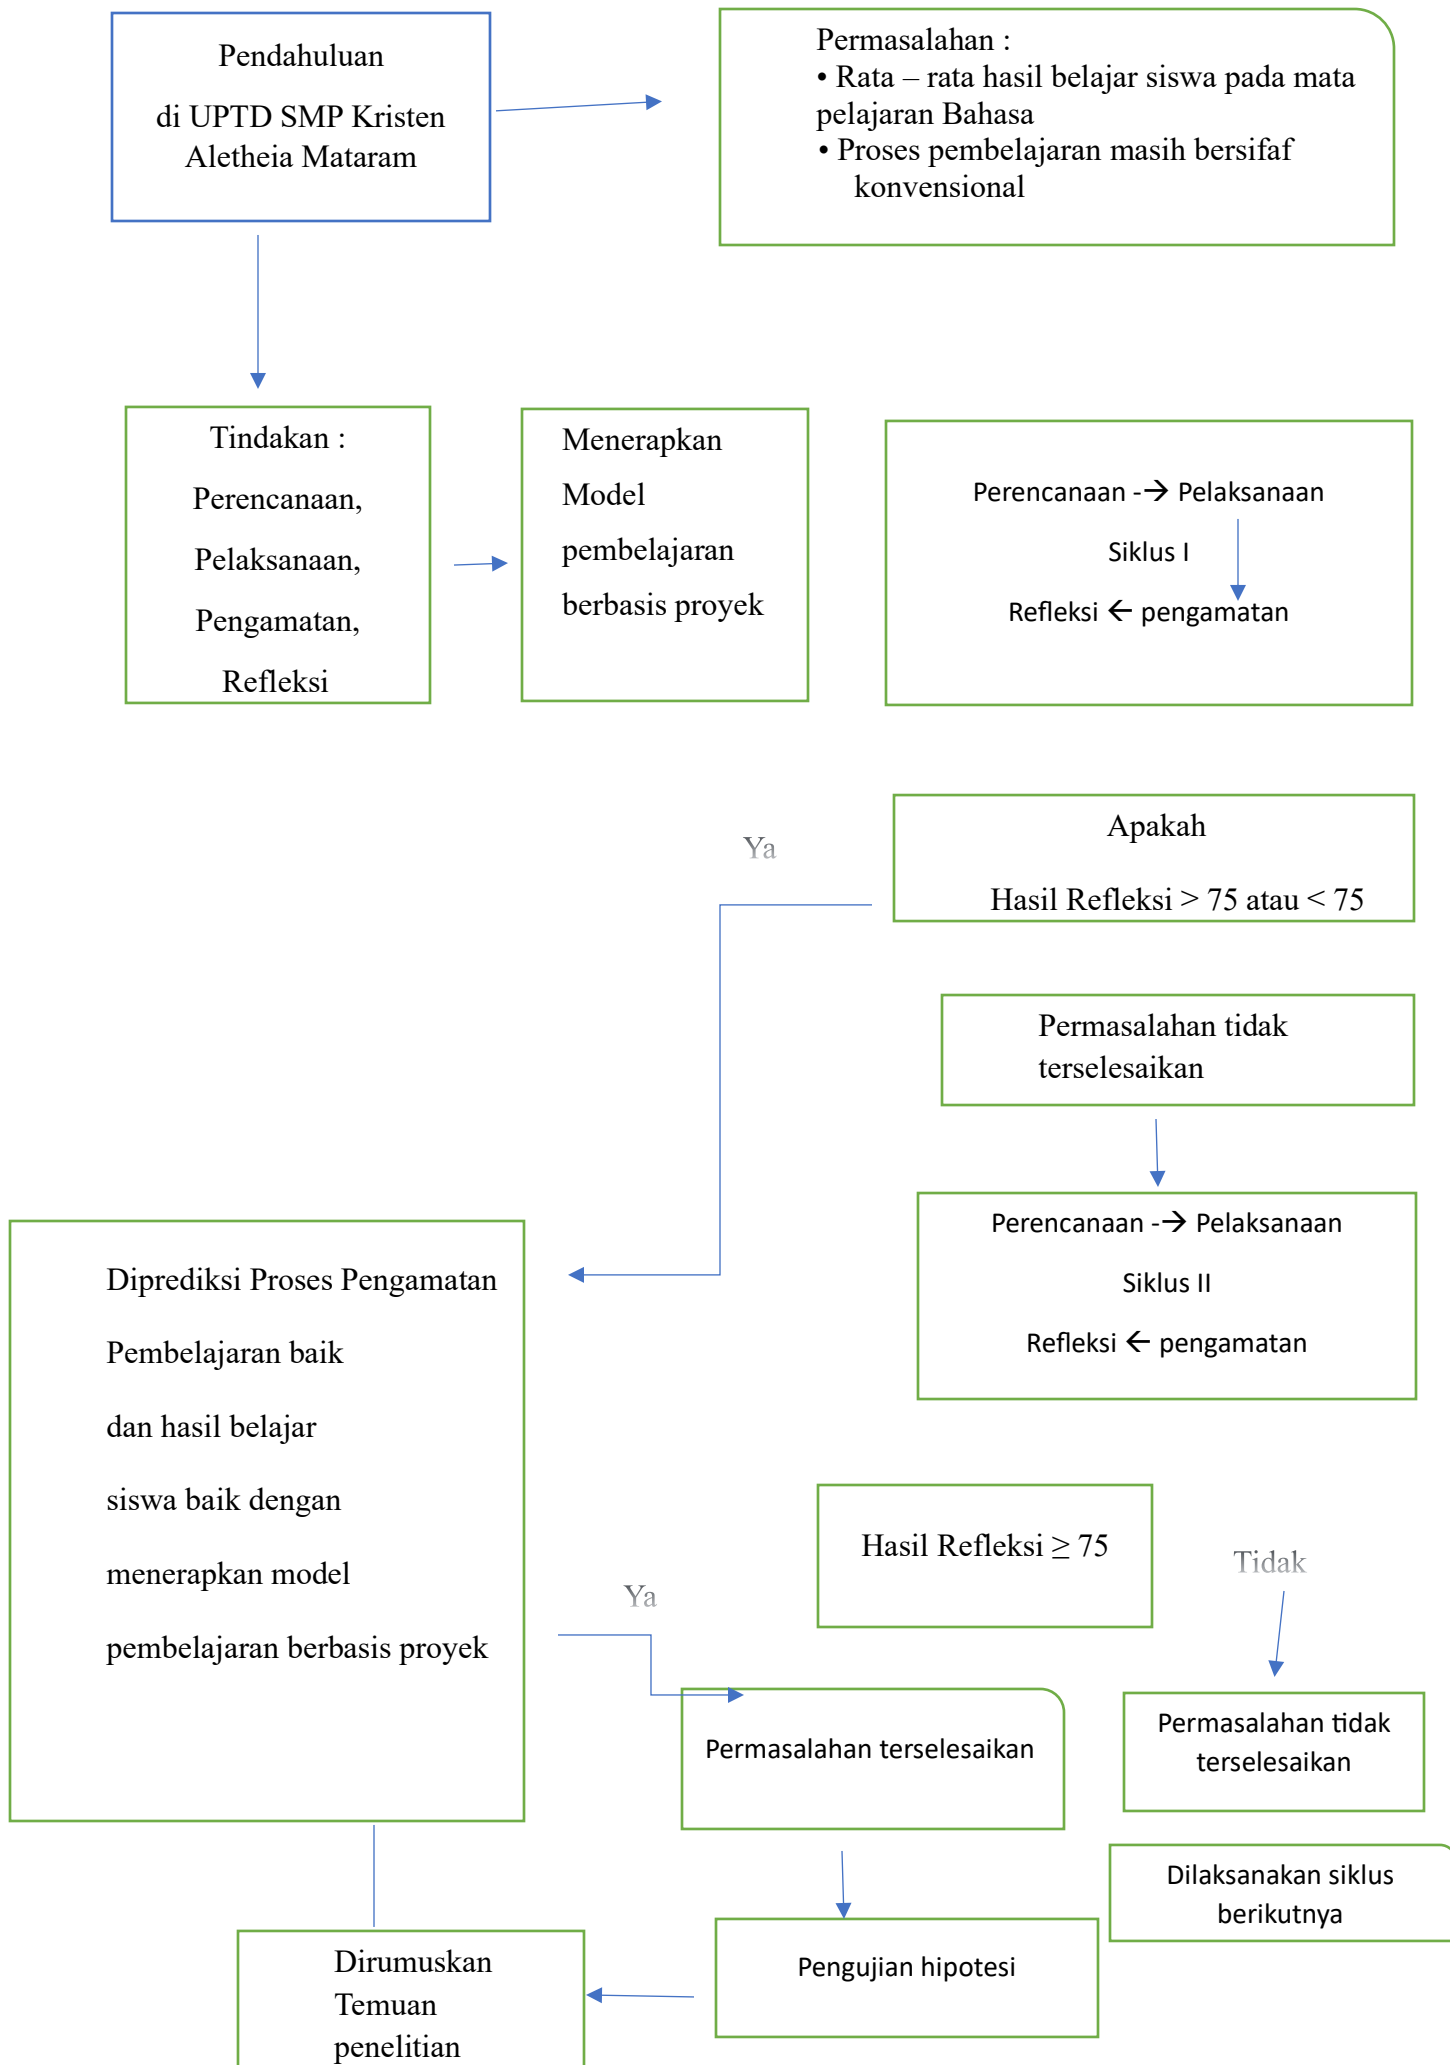 Pendahuluan
di UPTD SMP Kristen
Aletheia Mataram
Permasalahan :
• Rata – rata hasil belajar siswa pada mata
pelajaran Bahasa
• Proses pembelajaran masih bersifaf
konvensional
Tindakan :
Perencanaan,
Pelaksanaan,
Pengamatan,
Refleksi
Menerapkan
Model
pembelajaran
berbasis proyek
Perencanaan -→ Pelaksanaan
Siklus I
Refleksi ← pengamatan
Ya
Apakah
Hasil Refleksi > 75 atau < 75
Permasalahan tidak
terselesaikan
Perencanaan -→ Pelaksanaan
Siklus II
Refleksi ← pengamatan
Diprediksi Proses Pengamatan
Pembelajaran baik
dan hasil belajar
siswa baik dengan
menerapkan model
pembelajaran berbasis proyek
Hasil Refleksi ≥ 75
Tidak
Ya
Permasalahan terselesaikan
Permasalahan tidak
terselesaikan
Dilaksanakan siklus
berikutnya
Pengujian hipotesi
Dirumuskan
Temuan
penelitian